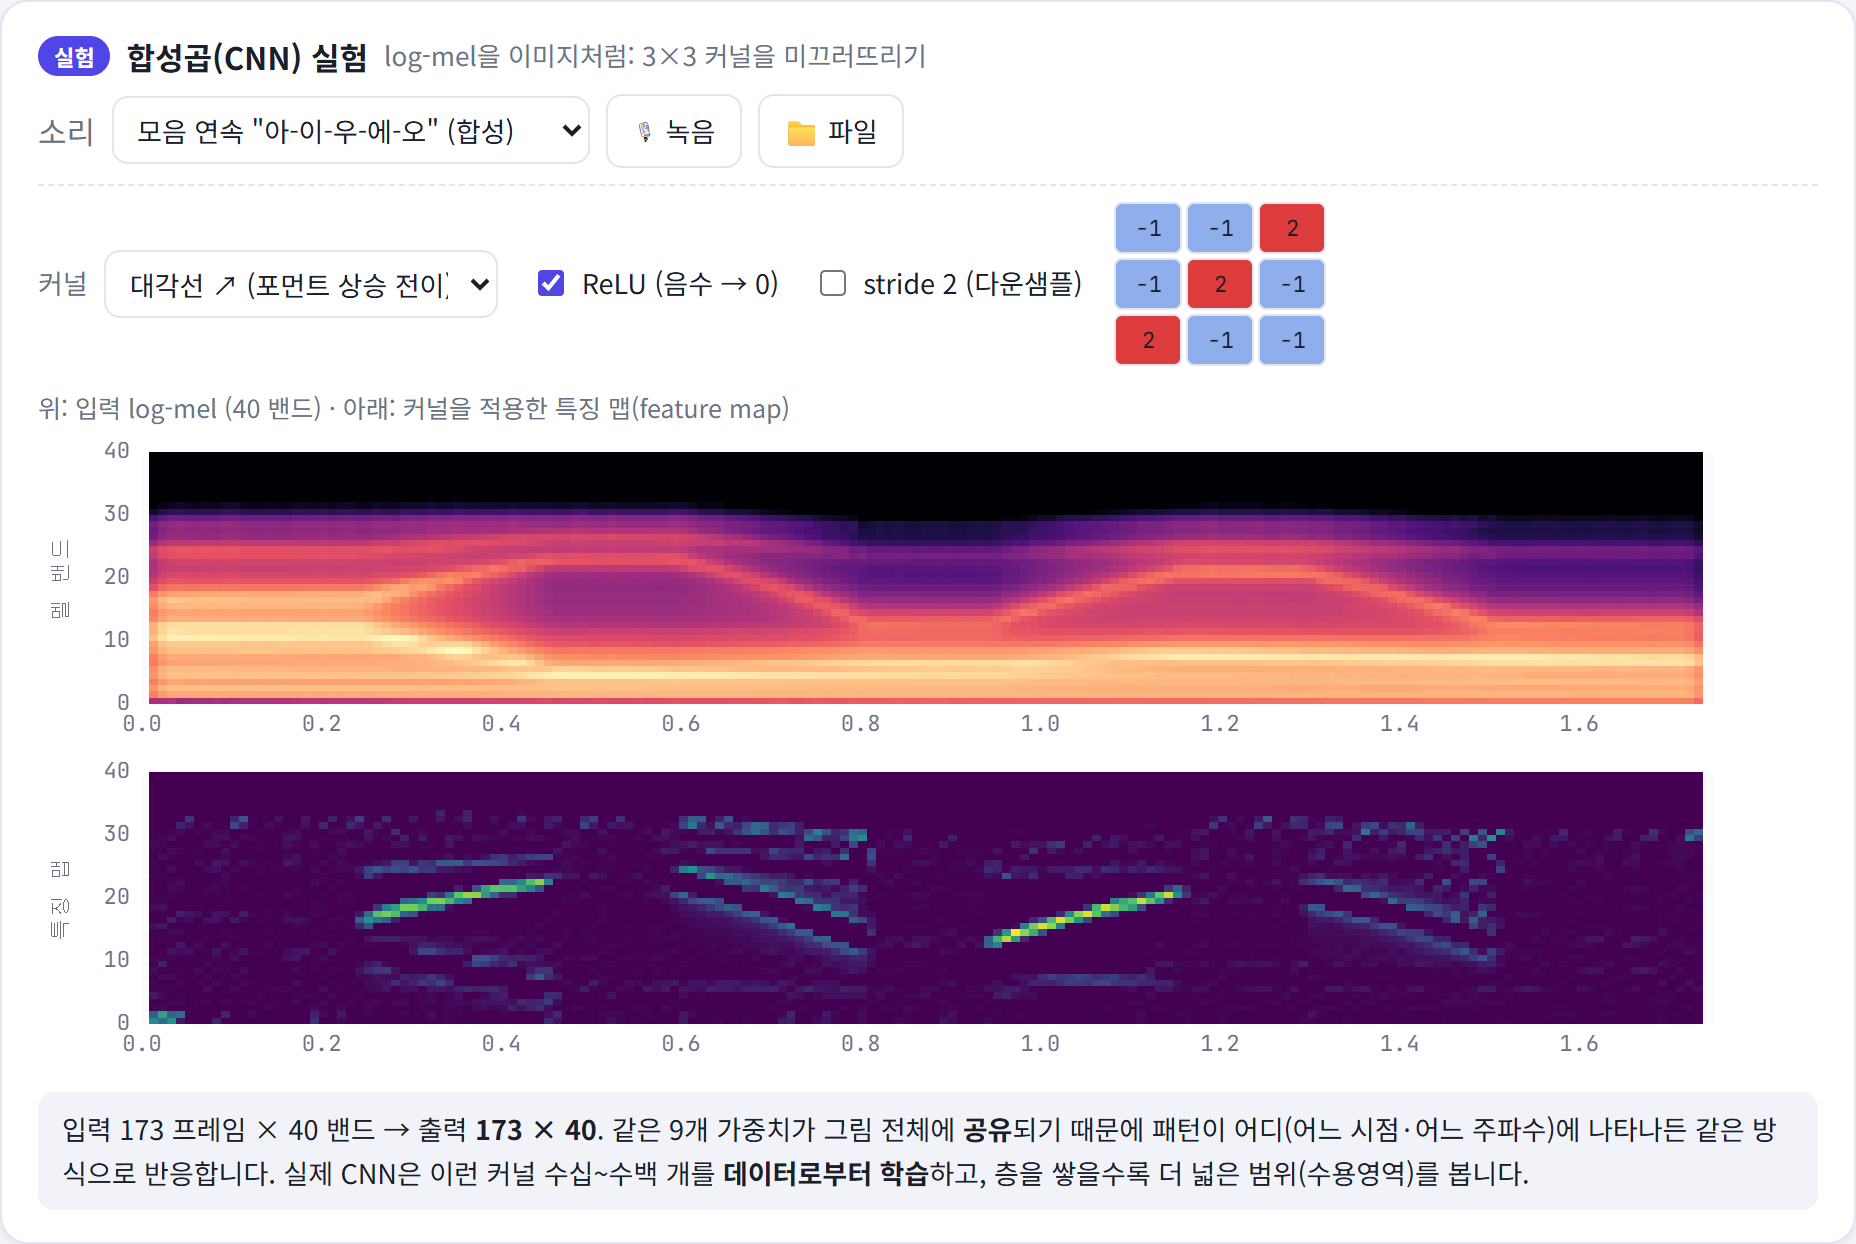 실험 합성곱(CNN) 실험 log-mel을 이미지처럼: 3×3 커널을 미끄러뜨리기
소리 모음 연속 "아-이-우-에-오" (합성) 녹음 파일
커널 대각선 ↗ (포먼트 상승 전이) ReLU (음수 → 0) stride 2 (다운샘플)
-1 -1 2
-1 2 -1
2 -1 -1
위: 입력 log-mel (40 밴드) · 아래: 커널을 적용한 특징 맵(feature map)
멜 밴드
40
30
20
10
0
0.0 0.2 0.4 0.6 0.8 1.0 1.2 1.4 1.6
특징 맵
40
30
20
10
0
0.0 0.2 0.4 0.6 0.8 1.0 1.2 1.4 1.6
입력 173 프레임 × 40 밴드 → 출력 173 × 40. 같은 9개 가중치가 그림 전체에 공유되기 때문에 패턴이 어디(어느 시점·어느 주파수)에 나타나든 같은 방
식으로 반응합니다. 실제 CNN은 이런 커널 수십~수백 개를 데이터로부터 학습하고, 층을 쌓을수록 더 넓은 범위(수용영역)를 봅니다.